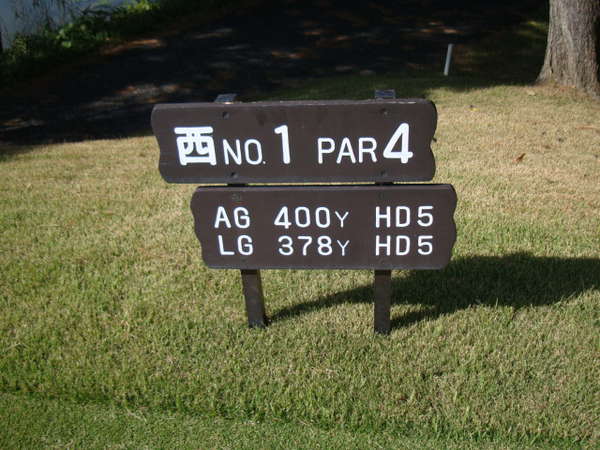 西 NO. 1 PAR 4
AG 400Y HD5
LG 378Y HD5